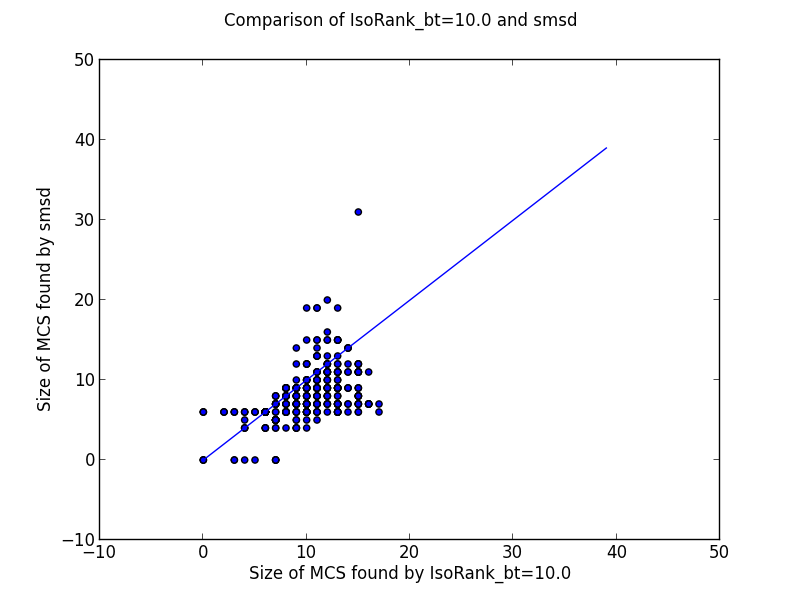 Comparison of IsoRank_bt=10.0 and smsd
50
40
30
20
10
0
−10
Size of MCS found by smsd
−10 0 10 20 30 40 50
Size of MCS found by IsoRank_bt=10.0